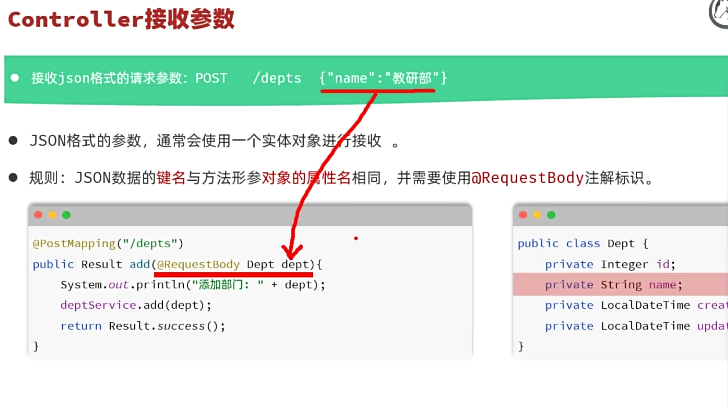 Controller接收参数
接收json格式的请求参数：POST /depts {"name":"教研部"}
JSON格式的参数，通常会使用一个实体对象进行接收 。
规则：JSON数据的键名与方法形参对象的属性名相同，并需要使用@RequestBody注解标识。
@PostMapping("/depts")
public Result add(@RequestBody Dept dept){
System.out.println("添加部门: " + dept);
deptService.add(dept);
return Result.success();
}
public class Dept {
private Integer id;
private String name;
private LocalDateTime
private LocalDateTime
}